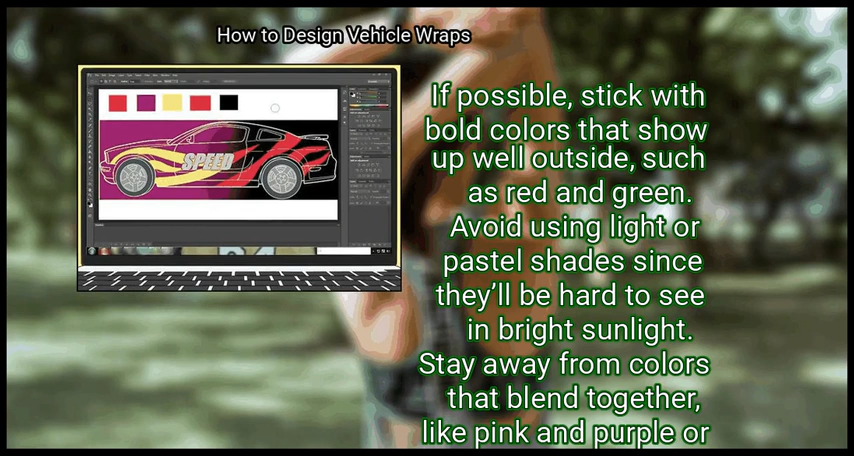 How to Design Vehicle Wraps
SPEED
If possible, stick with
bold colors that show
up well outside, such
as red and green.
Avoid using light or
pastel shades since
they’ll be hard to see
in bright sunlight.
Stay away from colors
that blend together,
like pink and purple or